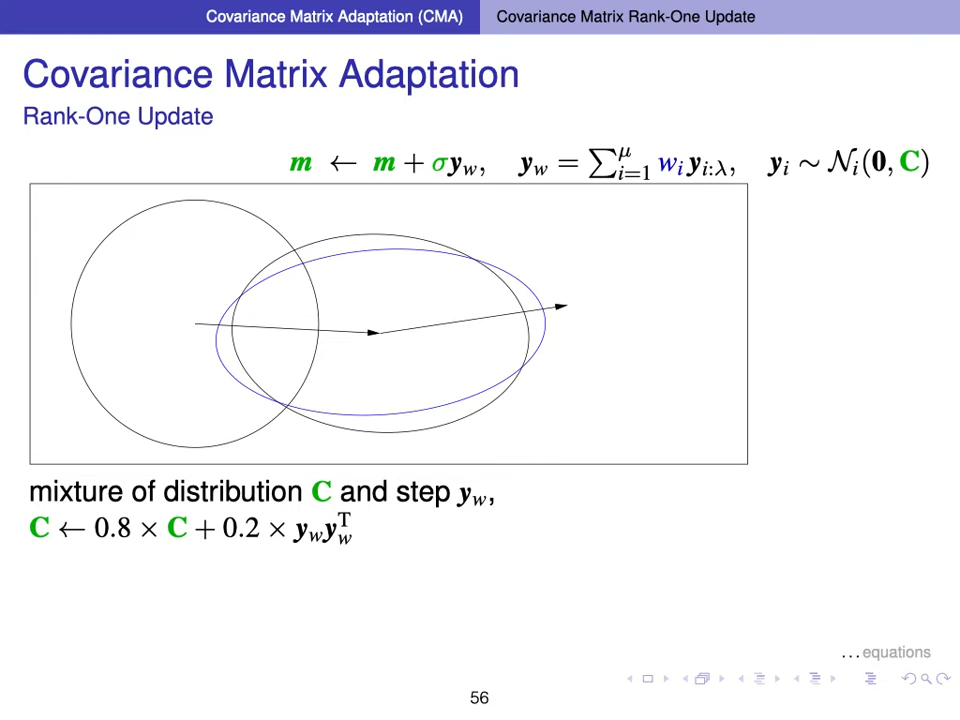 Covariance Matrix Adaptation (CMA) Covariance Matrix Rank-One Update
Covariance Matrix Adaptation
Rank-One Update
m ← m + σy_w, y_w = ∑_{i=1}^{μ} w_i y_{i:λ}, y_i ∼ 𝒩_i(0, C)
mixture of distribution C and step y_w,
C ← 0.8 × C + 0.2 × y_w y_w^T
...equations
56